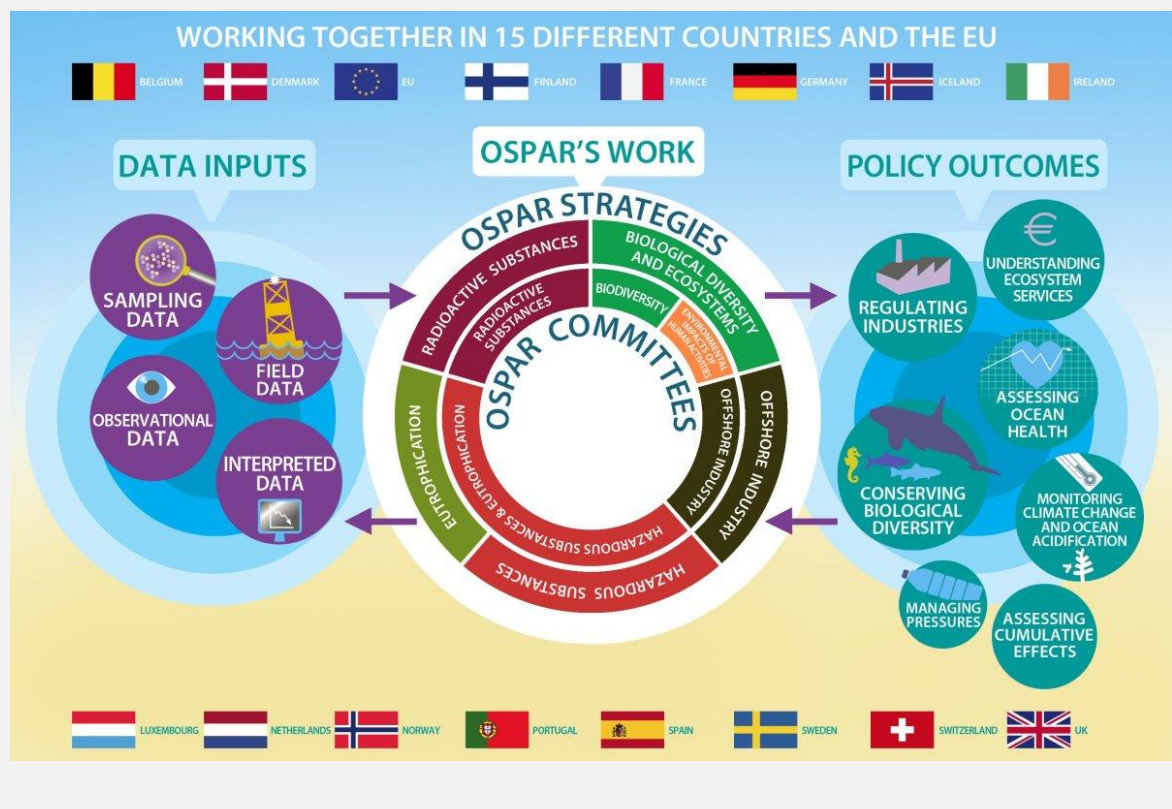 WORKING TOGETHER IN 15 DIFFERENT COUNTRIES AND THE EU
BELGIUM
DENMARK
EU
FINLAND
FRANCE
GERMANY
ICELAND
IRELAND
DATA INPUTS
SAMPLING
DATA
FIELD
DATA
OBSERVATIONAL
DATA
INTERPRETED
DATA
OSPAR'S WORK
OSPAR STRATEGIES
RADIOACTIVE SUBSTANCES
BIOLOGICAL DIVERSITY
AND ECOSYSTEMS
OFFSHORE INDUSTRY
HAZARDOUS SUBSTANCES
EUTROPHICATION
RADIOACTIVE
SUBSTANCES
BIODIVERSITY
ENVIRONMENTAL
IMPACTS OF
HUMAN ACTIVITIES
OFFSHORE INDUSTRY
HAZARDOUS SUBSTANCES & EUTROPHICATION
OSPAR COMMITTEES
POLICY OUTCOMES
REGULATING
INDUSTRIES
€
UNDERSTANDING
ECOSYSTEM
SERVICES
ASSESSING
OCEAN
HEALTH
CONSERVING
BIOLOGICAL
DIVERSITY
MONITORING
CLIMATE CHANGE
AND OCEAN
ACIDIFICATION
MANAGING
PRESSURES
ASSESSING
CUMULATIVE
EFFECTS
LUXEMBOURG
NETHERLANDS
NORWAY
PORTUGAL
SPAIN
SWEDEN
SWITZERLAND
UK